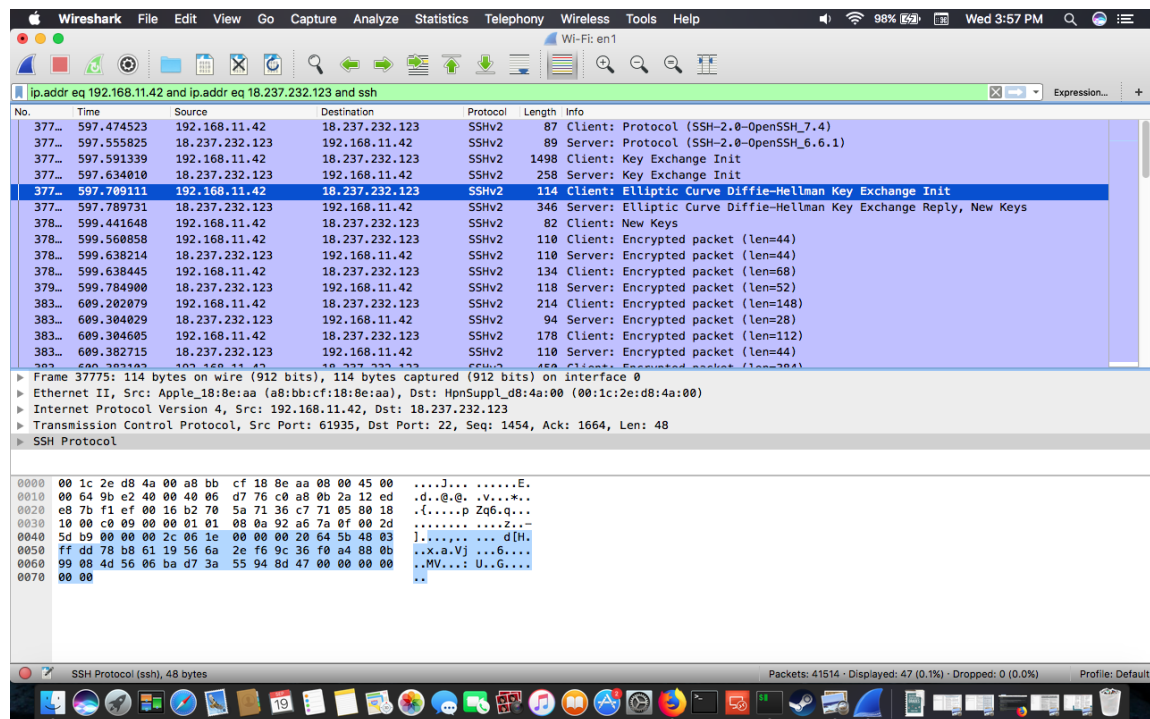 Wireshark File Edit View Go Capture Analyze Statistics Telephony Wireless Tools Help 98% Wed 3:57 PM
Wi-Fi: en1
ip.addr eq 192.168.11.42 and ip.addr eq 18.237.232.123 and ssh Expression... +
No. Time Source Destination Protocol Length Info
377… 597.474523 192.168.11.42 18.237.232.123 SSHv2 87 Client: Protocol (SSH-2.0-OpenSSH_7.4)
377… 597.555825 18.237.232.123 192.168.11.42 SSHv2 89 Server: Protocol (SSH-2.0-OpenSSH_6.6.1)
377… 597.591339 192.168.11.42 18.237.232.123 SSHv2 1498 Client: Key Exchange Init
377… 597.634010 18.237.232.123 192.168.11.42 SSHv2 258 Server: Key Exchange Init
377… 597.709111 192.168.11.42 18.237.232.123 SSHv2 114 Client: Elliptic Curve Diffie-Hellman Key Exchange Init
377… 597.789731 18.237.232.123 192.168.11.42 SSHv2 346 Server: Elliptic Curve Diffie-Hellman Key Exchange Reply, New Keys
378… 599.441648 192.168.11.42 18.237.232.123 SSHv2 82 Client: New Keys
378… 599.560858 192.168.11.42 18.237.232.123 SSHv2 110 Client: Encrypted packet (len=44)
378… 599.638214 18.237.232.123 192.168.11.42 SSHv2 110 Server: Encrypted packet (len=44)
378… 599.638445 192.168.11.42 18.237.232.123 SSHv2 134 Client: Encrypted packet (len=68)
379… 599.784900 18.237.232.123 192.168.11.42 SSHv2 118 Server: Encrypted packet (len=52)
383… 609.202079 192.168.11.42 18.237.232.123 SSHv2 214 Client: Encrypted packet (len=148)
383… 609.304029 18.237.232.123 192.168.11.42 SSHv2 94 Server: Encrypted packet (len=28)
383… 609.304605 192.168.11.42 18.237.232.123 SSHv2 178 Client: Encrypted packet (len=112)
383… 609.382715 18.237.232.123 192.168.11.42 SSHv2 110 Server: Encrypted packet (len=44)
Frame 37775: 114 bytes on wire (912 bits), 114 bytes captured (912 bits) on interface 0
Ethernet II, Src: Apple_18:8e:aa (a8:bb:cf:18:8e:aa), Dst: HpnSuppl_d8:4a:00 (00:1c:2e:d8:4a:00)
Internet Protocol Version 4, Src: 192.168.11.42, Dst: 18.237.232.123
Transmission Control Protocol, Src Port: 61935, Dst Port: 22, Seq: 1454, Ack: 1664, Len: 48
SSH Protocol
0000 00 1c 2e d8 4a 00 a8 bb cf 18 8e aa 08 00 45 00 ....J... ......E.
0010 00 64 9b e2 40 00 40 06 d7 76 c0 a8 0b 2a 12 ed .d..@.@. .v...*..
0020 e8 7b f1 ef 00 16 b2 70 5a 71 36 c7 71 05 80 18 .{.....p Zq6.q...
0030 10 00 c0 09 00 00 01 01 08 0a 92 a6 7a 0f 00 2d ........ ....z..-
0040 5d b9 00 00 00 2c 06 1e 00 00 00 20 64 5b 48 03 ]....,.. ... d[H.
0050 ff dd 78 b8 61 19 56 6a 2e f6 9c 36 f0 a4 88 0b ..x.a.Vj ...6....
0060 99 08 4d 56 06 ba d7 3a 55 94 8d 47 00 00 00 00 ..MV...: U..G....
0070 00 00 ..
SSH Protocol (ssh), 48 bytes Packets: 41514 · Displayed: 47 (0.1%) · Dropped: 0 (0.0%) Profile: Default
19